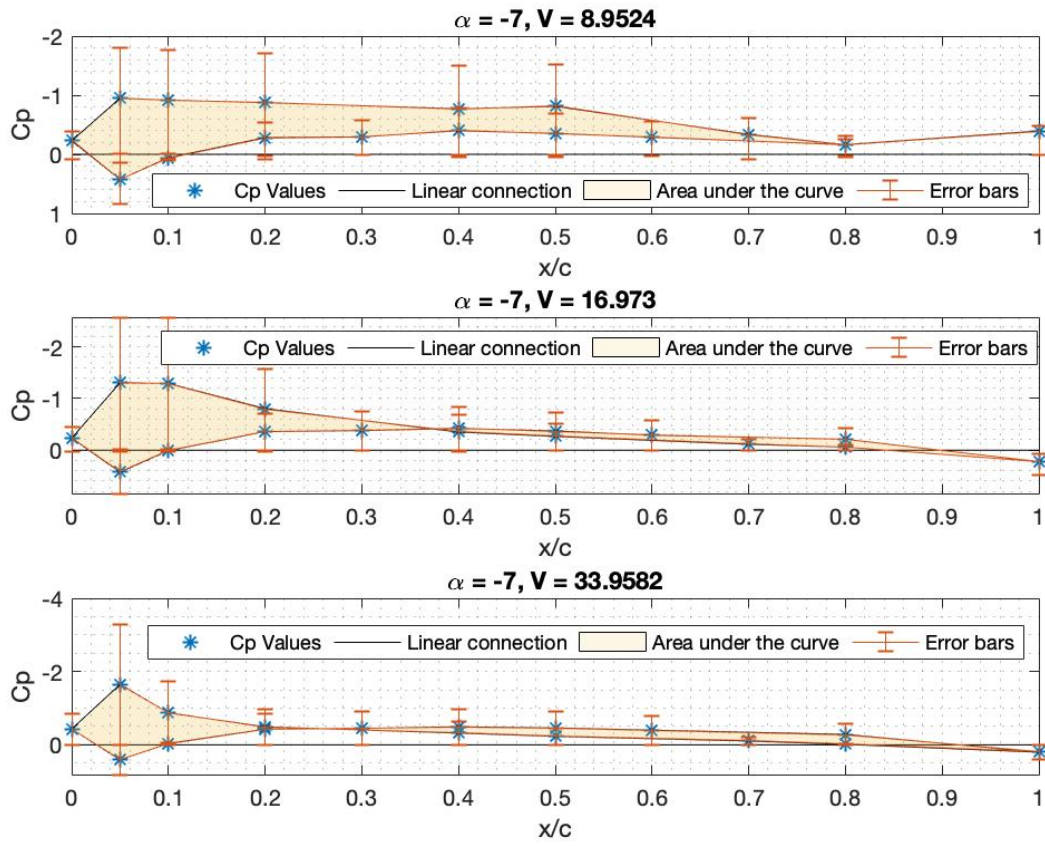 α = -7, V = 8.9524
-2
-1
0
1
Cp
Cp Values Linear connection Area under the curve Error bars
0 0.1 0.2 0.3 0.4 0.5 0.6 0.7 0.8 0.9 1
x/c
α = -7, V = 16.973
-2
-1
0
Cp
Cp Values Linear connection Area under the curve Error bars
0 0.1 0.2 0.3 0.4 0.5 0.6 0.7 0.8 0.9 1
x/c
α = -7, V = 33.9582
-4
-2
0
Cp
Cp Values Linear connection Area under the curve Error bars
0 0.1 0.2 0.3 0.4 0.5 0.6 0.7 0.8 0.9 1
x/c